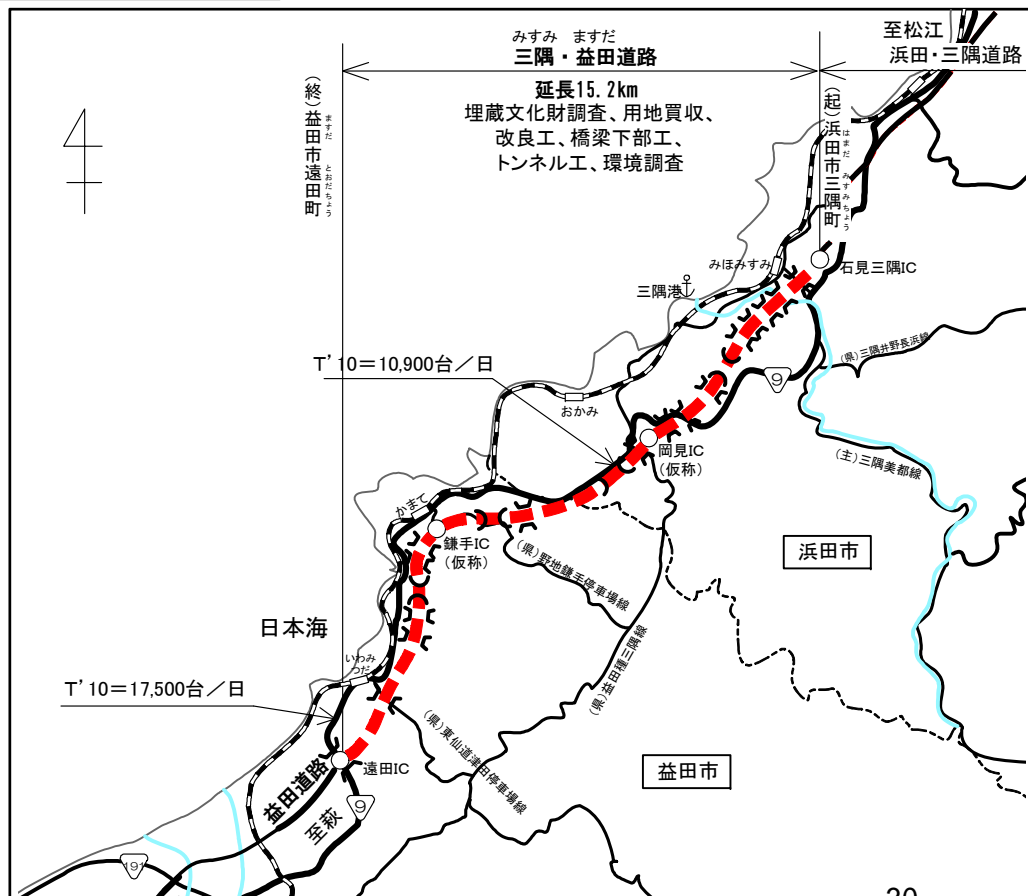 至松江
浜田・三隅道路
みすみ ますだ
三隅・益田道路
延長15.2km
埋蔵文化財調査、用地買収、
改良工、橋梁下部工、
トンネル工、環境調査
(終)益田市遠田町
ますだ とおだちょう
(起)浜田市三隅町
はまだ みすみちょう
みほみすみ
石見三隅IC
三隅港
(県)三隅井野長浜線
T'10=10,900台/日
9
おかみ
岡見IC
(仮称)
(主)三隅美都線
かまて
鎌手IC
(仮称)
(県)野地鎌手停車場線
浜田市
日本海
(県)益田種三隅線
いわみ
つだ
T'10=17,500台/日
(県)東仙道津田停車場線
遠田IC
益田市
益田道路
至萩
9
191